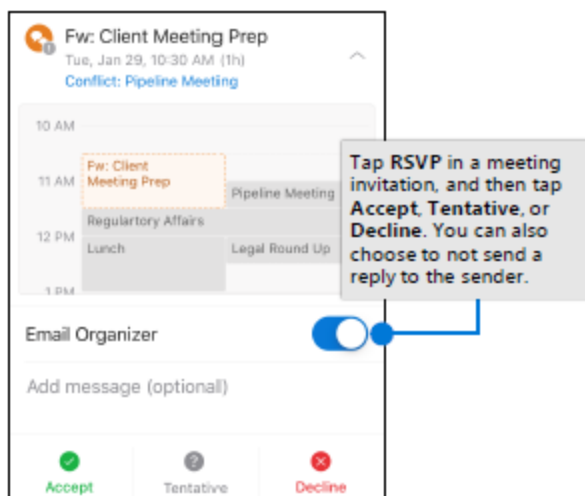 Fw: Client Meeting Prep
Tue, Jan 29, 10:30 AM (1h)
Conflict: Pipeline Meeting
10 AM
Fw: Client
Meeting Prep
11 AM
Pipeline Meeting
Regulartory Affairs
12 PM
Lunch
Legal Round Up
1 PM
Tap RSVP in a meeting
invitation, and then tap
Accept, Tentative, or
Decline. You can also
choose to not send a
reply to the sender.
Email Organizer
Add message (optional)
Accept
Tentative
Decline